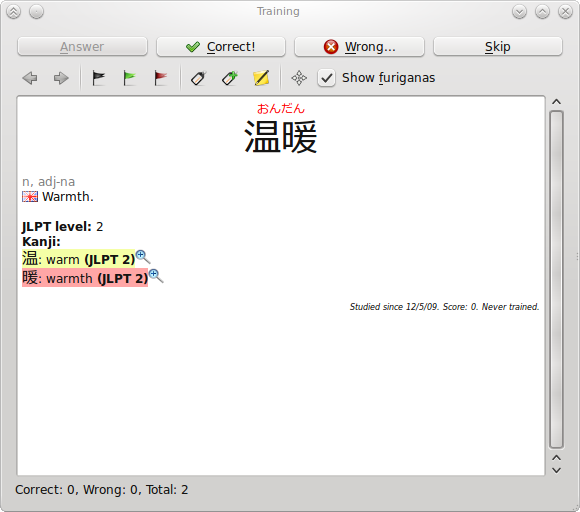 Training
Answer Correct! Wrong... Skip
Show furiganas
おんだん
温暖
n, adj-na
Warmth.
JLPT level: 2
Kanji:
温: warm (JLPT 2)
暖: warmth (JLPT 2)
Studied since 12/5/09. Score: 0. Never trained.
Correct: 0, Wrong: 0, Total: 2